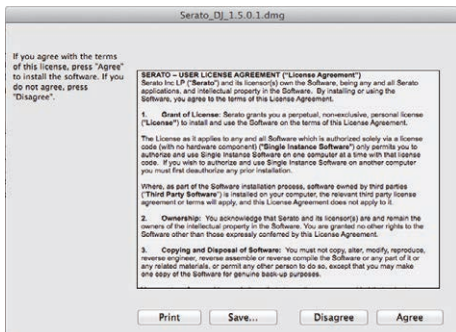 Serato_DJ_1.5.0.1.dmg
If you agree with the terms
of this license, press "Agree"
to install the software. If you
do not agree, press
"Disagree".
SERATO – USER LICENSE AGREEMENT ("License Agreement")
Serato Inc LP ("Serato") and its licensor(s) own the Software, being any and all Serato
applications, and intellectual property in the Software. By installing or using the
Software, you agree to the terms of this License Agreement.
1. Grant of License: Serato grants you a perpetual, non-exclusive, personal license
("License") to install and use the Software on the terms of this License Agreement.
The License as it applies to any and all Software which is authorized solely via a license
code (with no hardware component) ("Single Instance Software") only permits you to
authorize and use Single Instance Software on one computer at a time with that license
code. If you wish to authorize and use Single Instance Software on another computer
you must first deauthorize any prior installation.
Where, as part of the Software installation process, software owned by third parties
("Third Party Software") is installed on your computer, the relevant third party license
agreement or terms will apply, and this License Agreement does not apply to it.
2. Ownership: You acknowledge that Serato and its licensor(s) are and remain the
owners of the intellectual property in the Software. You are granted no other rights to the
Software other than those expressly conferred by this License Agreement.
3. Copying and Disposal of Software: You must not copy, alter, modify, reproduce,
reverse engineer, reverse assemble or reverse compile the Software or any part of it or
any related materials, or permit any other person to do so, except that you may make
one copy of the Software for genuine back-up purposes.
Print Save... Disagree Agree